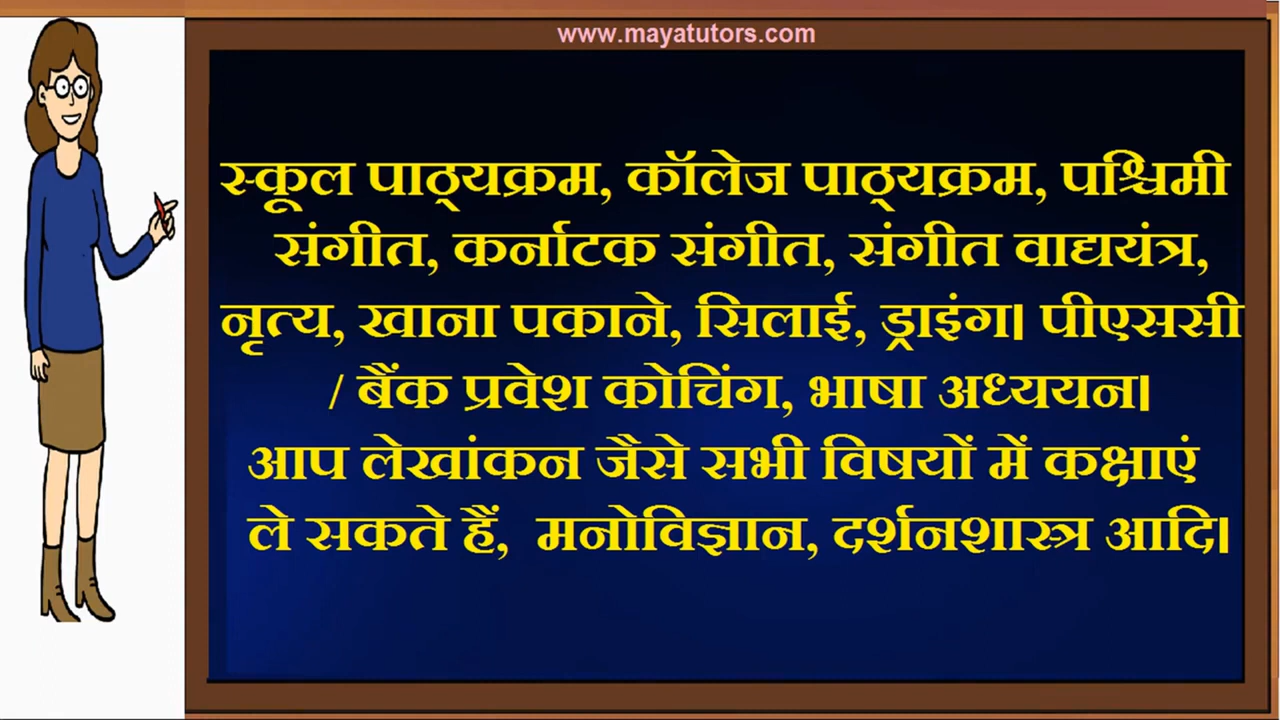 www.mayatutors.com
स्कूल पाठ्यक्रम, कॉलेज पाठ्यक्रम, पश्चिमी
संगीत, कर्नाटक संगीत, संगीत वाद्ययंत्र,
नृत्य, खाना पकाने, सिलाई, ड्राइंग। पीएससी
/ बैंक प्रवेश कोचिंग, भाषा अध्ययन।
आप लेखांकन जैसे सभी विषयों में कक्षाएं
ले सकते हैं, मनोविज्ञान, दर्शनशास्त्र आदि।